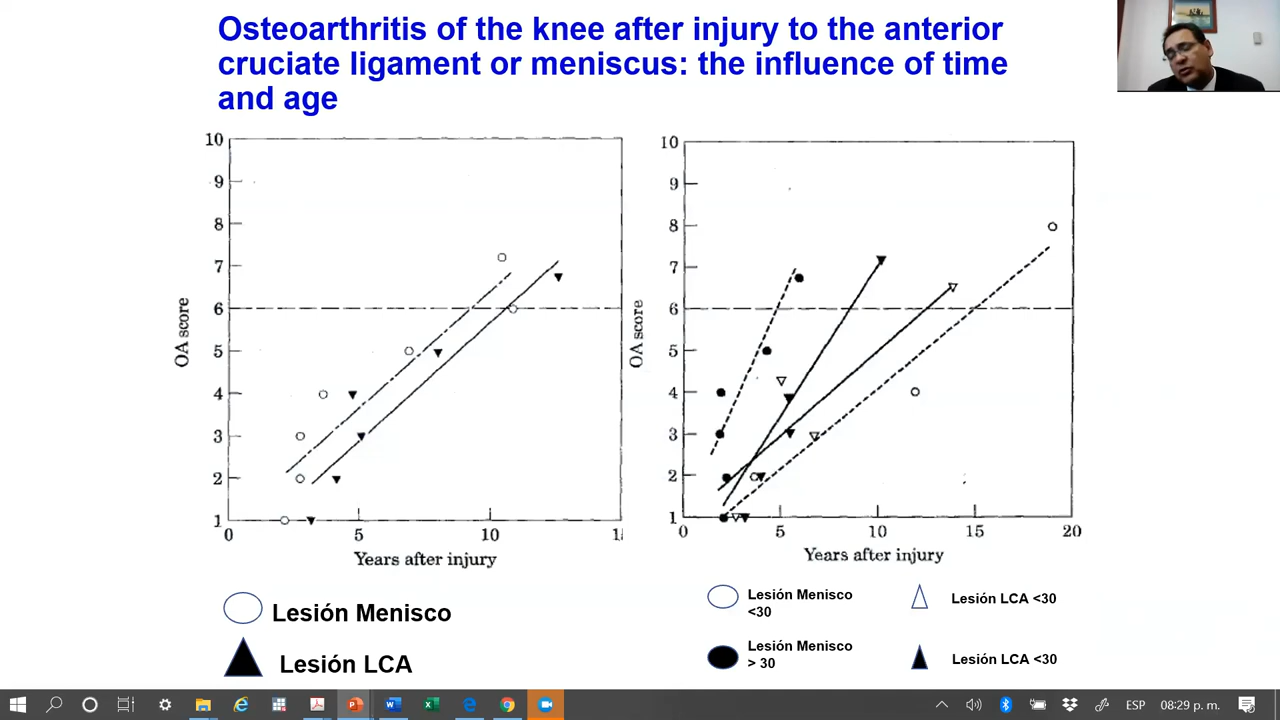 Osteoarthritis of the knee after injury to the anterior
cruciate ligament or meniscus: the influence of time
and age
10
9
8
7
6
5
4
3
2
1
0
5
10
OA score
Years after injury
10
9
8
7
6
5
4
3
2
1
0
5
10
15
20
OA score
Years after injury
Lesión Menisco
Lesión LCA
Lesión Menisco
<30
Lesión LCA <30
Lesión Menisco
> 30
Lesión LCA <30
ESP
08:29 p. m.